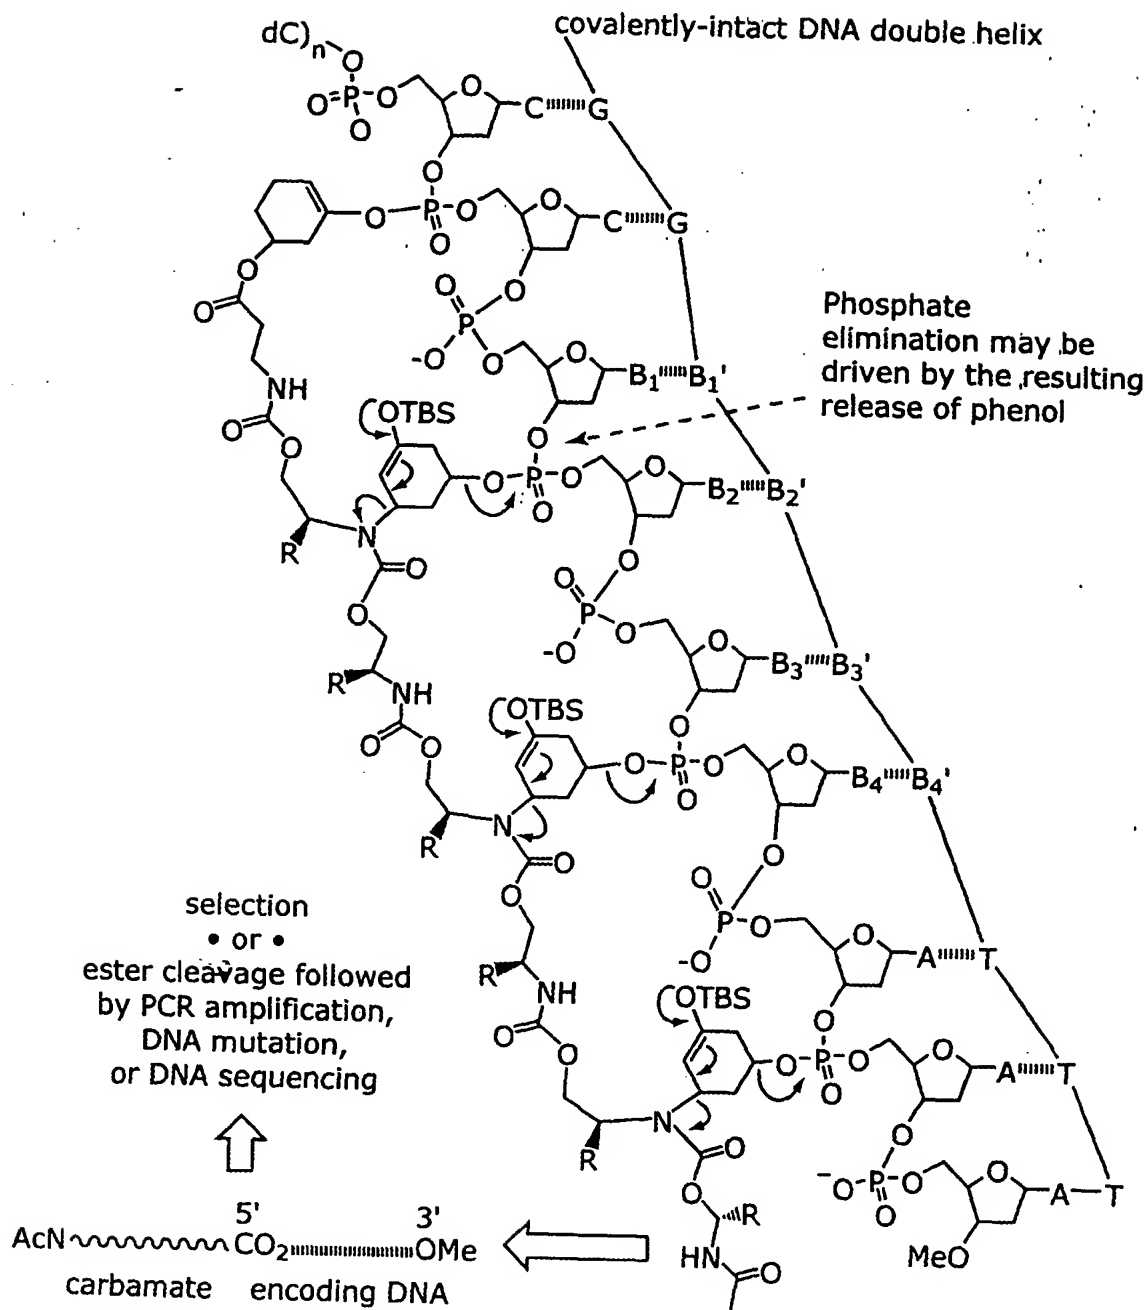 covalently-intact DNA double helix
dC)n
O
O=P-O
O
O
C G
O
O P-O
O
O
C G
O
O
O
O
P
-O
O
O
B1 B1'
Phosphate
elimination may be
driven by the resulting
release of phenol
NH
O
O
OTBS
O
O-P-O
O
O
B2 B2'
R
N
O
O
O
O
P
-O
O
O
B3 B3'
R
NH
O
O
OTBS
O
O-P-O
O
O
B4 B4'
R
N
O
O
O
O
P-O
-O
O
A T
R
NH
O
O
OTBS
O
O-P-O
O
O
A T
R
N
O
O
R
HN
O
O
-O-P-O
O
O
A T
MeO
selection
• or •
ester cleavage followed
by PCR amplification,
DNA mutation,
or DNA sequencing
5' 3'
AcN CO2 OMe
carbamate encoding DNA